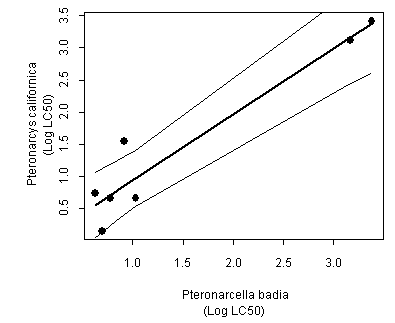 Pteronarcys californica
(Log LC50)
3.5
3.0
2.5
2.0
1.5
1.0
0.5
1.0 1.5 2.0 2.5 3.0
Pteronarcella badia
(Log LC50)